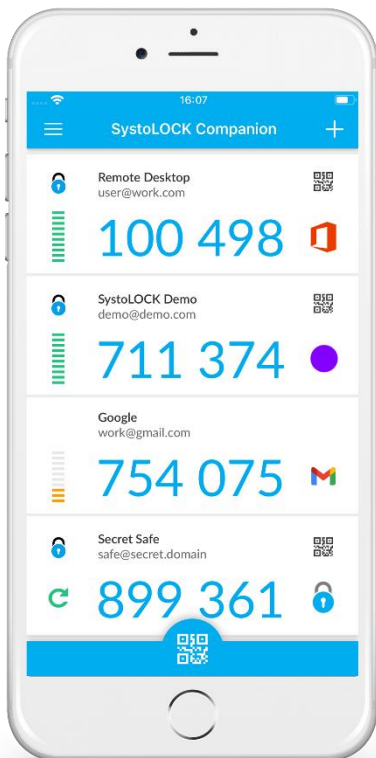 16:07
SystoLOCK Companion
Remote Desktop
user@work.com
100 498
SystoLOCK Demo
demo@demo.com
711 374
Google
work@gmail.com
754 075
Secret Safe
safe@secret.domain
899 361